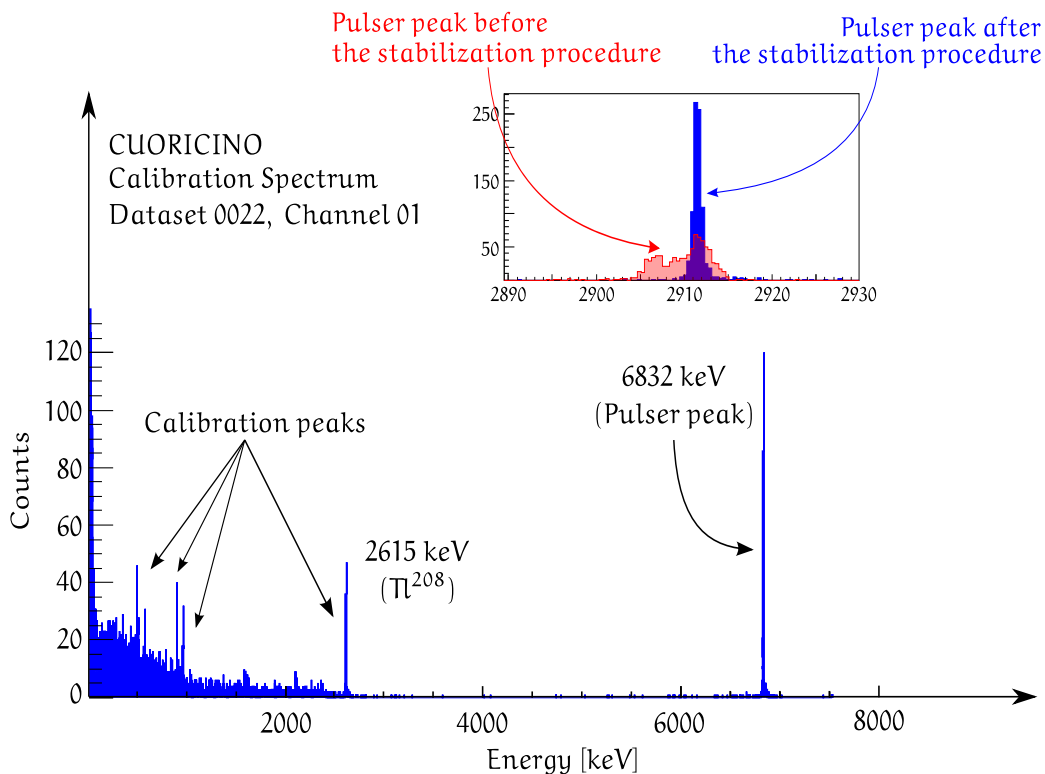 Pulser peak before
the stabilization procedure
Pulser peak after
the stabilization procedure
CUORICINO
Calibration Spectrum
Dataset 0022, Channel 01
250
150
50
2890 2900 2910 2920 2930
120
100
80
60
40
20
0
Counts
Calibration peaks
2615 keV
(Tl²⁰⁸)
6832 keV
(Pulser peak)
2000 4000 6000 8000
Energy [keV]